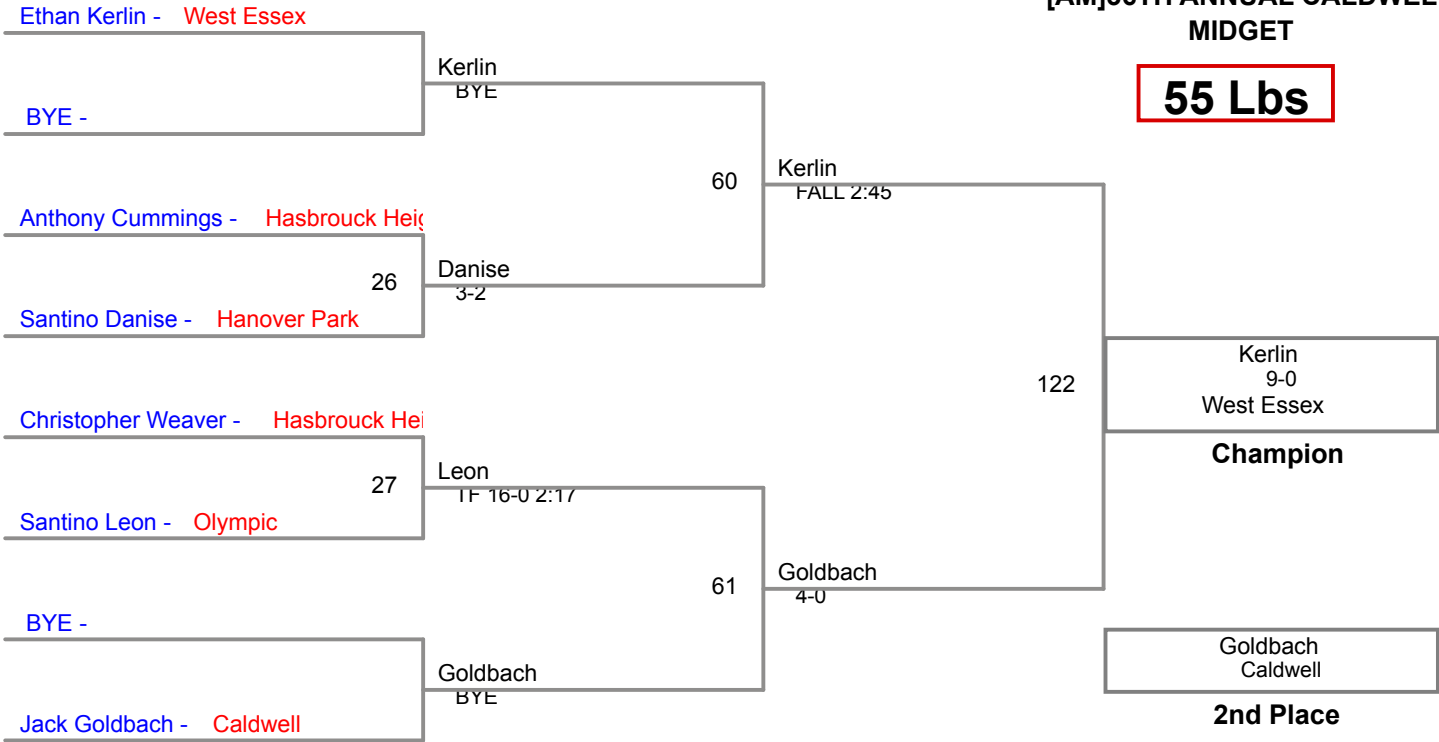 Ethan Kerlin - West Essex
ANNUAL
MIDGET
55 Lbs
Kerlin
BYE
BYE -
60
Kerlin
FALL 2:45
Anthony Cummings - Hasbrouck
26
Danise
3-2
Santino Danise - Hanover Park
122
Kerlin
9-0
West Essex
Champion
Christopher Weaver - Hasbrouck
27
Leon
TF 16-0 2:17
Santino Leon - Olympic
61
Goldbach
4-0
BYE -
Goldbach
BYE
Jack Goldbach - Caldwell
Goldbach
Caldwell
2nd Place